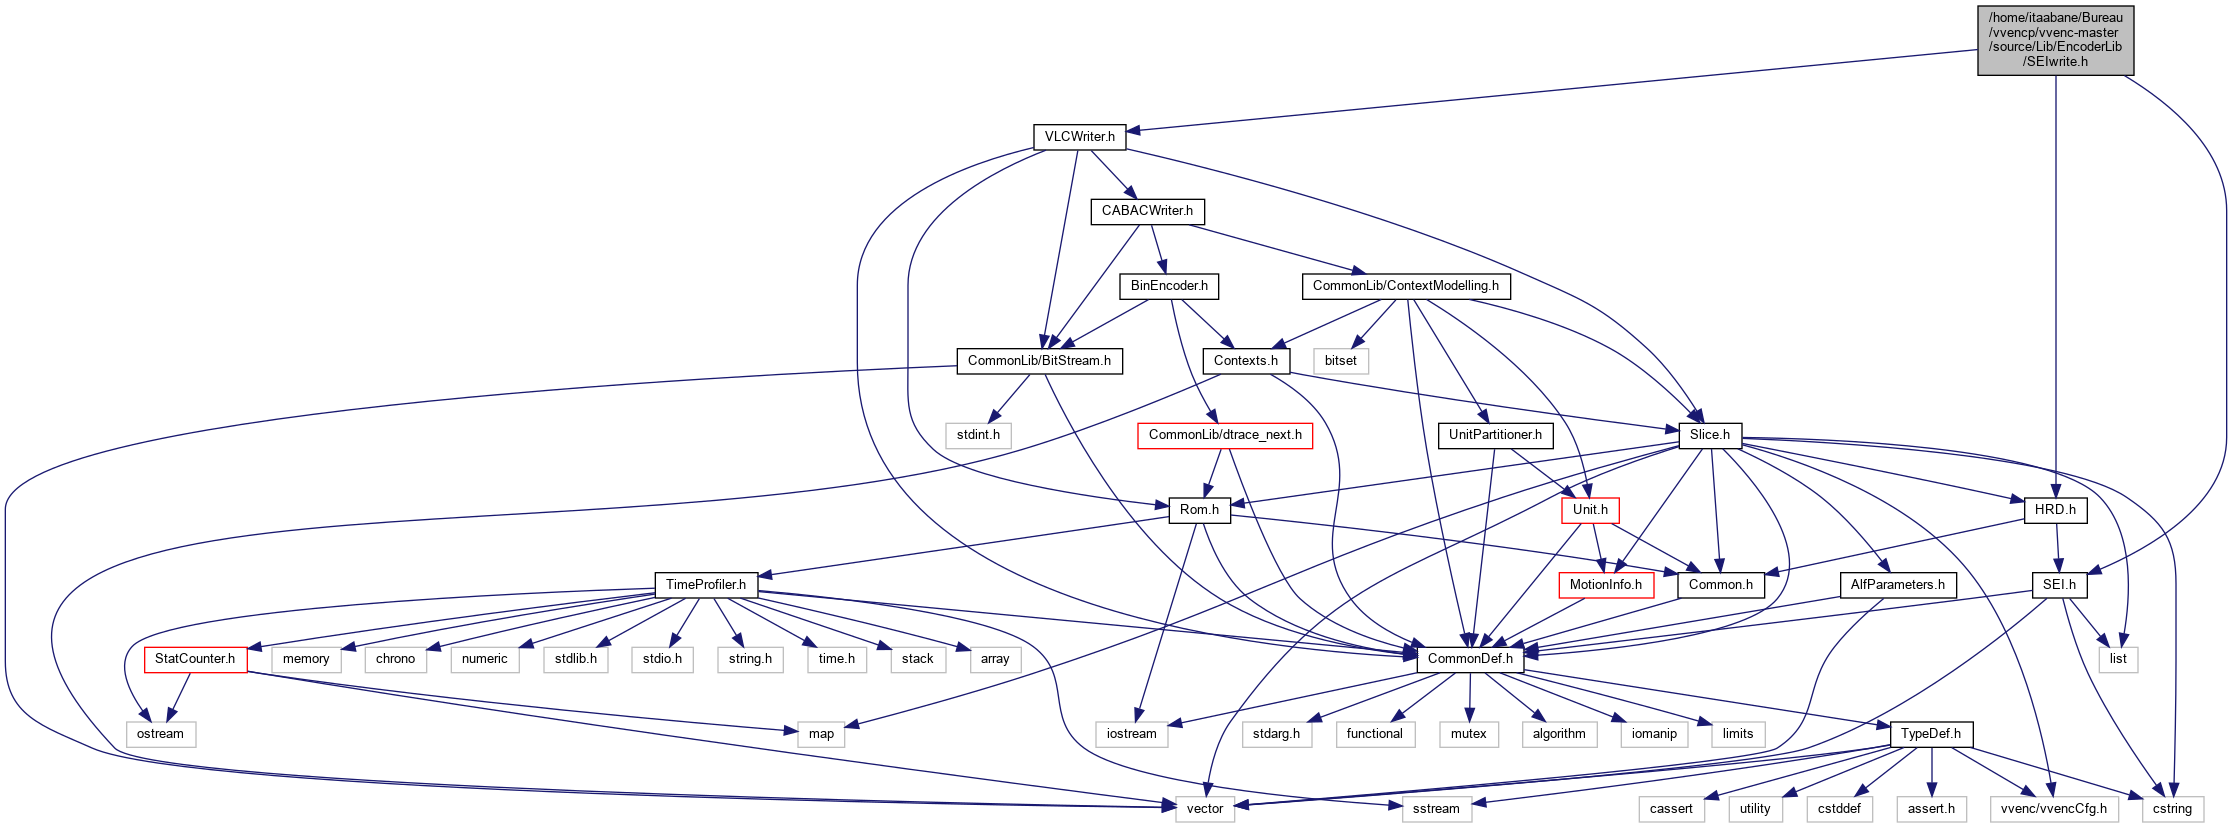 /home/itaabane/Bureau
/vvencp/vvenc-master
/source/Lib/EncoderLib
/SEIwrite.h
VLCWriter.h
CABACWriter.h
BinEncoder.h
CommonLib/ContextModelling.h
CommonLib/BitStream.h
Contexts.h
bitset
stdint.h
CommonLib/dtrace_next.h
UnitPartitioner.h
Slice.h
Rom.h
Unit.h
HRD.h
TimeProfiler.h
MotionInfo.h
Common.h
AlfParameters.h
SEI.h
StatCounter.h
memory
chrono
numeric
stdlib.h
stdio.h
string.h
time.h
stack
array
CommonDef.h
list
ostream
map
iostream
stdarg.h
functional
mutex
algorithm
iomanip
limits
TypeDef.h
vector
sstream
cassert
utility
cstddef
assert.h
vvenc/vvencCfg.h
cstring